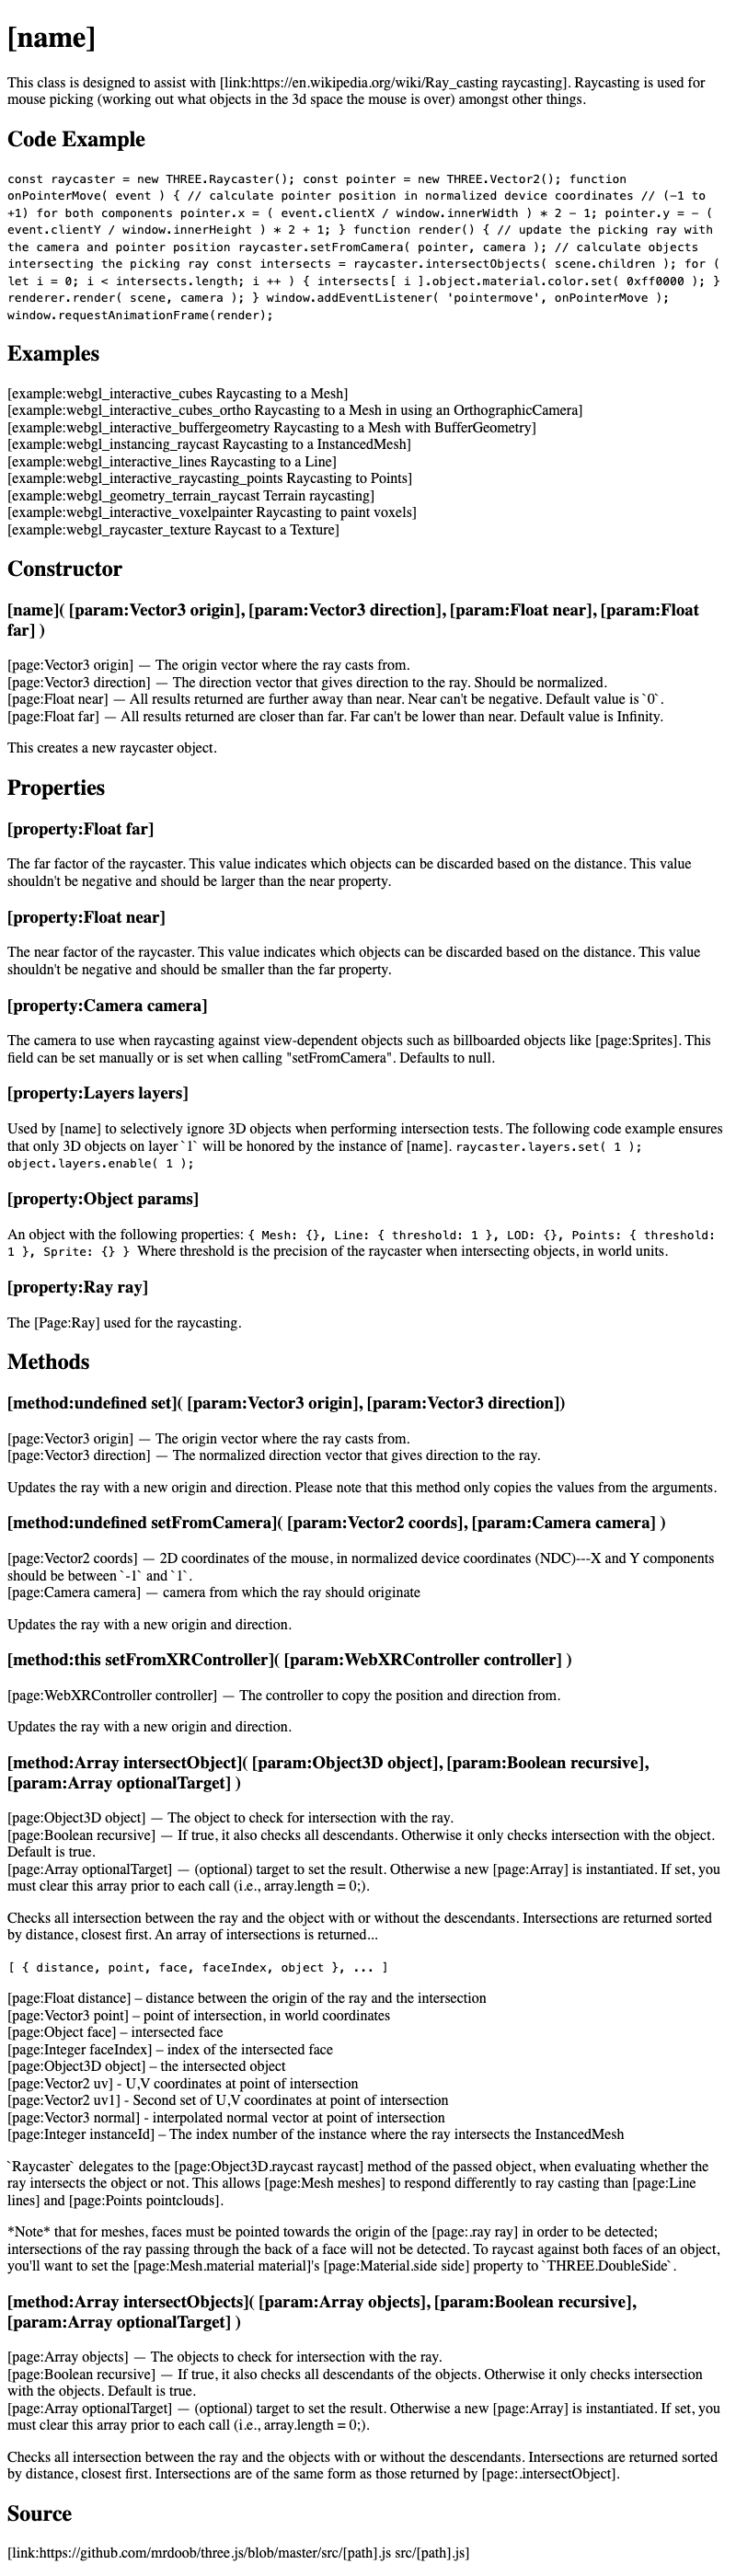 [name]
This class is designed to assist with [link:https://en.wikipedia.org/wiki/Ray_casting raycasting]. Raycasting is used for
mouse picking (working out what objects in the 3d space the mouse is over) amongst other things.
Code Example
const raycaster = new THREE.Raycaster(); const pointer = new THREE.Vector2(); function
onPointerMove( event ) { // calculate pointer position in normalized device coordinates // (-1 to
+1) for both components pointer.x = ( event.clientX / window.innerWidth ) * 2 - 1; pointer.y = - (
event.clientY / window.innerHeight ) * 2 + 1; } function render() { // update the picking ray with
the camera and pointer position raycaster.setFromCamera( pointer, camera ); // calculate objects
intersecting the picking ray const intersects = raycaster.intersectObjects( scene.children ); for (
let i = 0; i < intersects.length; i ++ ) { intersects[ i ].object.material.color.set( 0xff0000 ); }
renderer.render( scene, camera ); } window.addEventListener( 'pointermove', onPointerMove );
window.requestAnimationFrame(render);
Examples
[example:webgl_interactive_cubes Raycasting to a Mesh]
[example:webgl_interactive_cubes_ortho Raycasting to a Mesh in using an OrthographicCamera]
[example:webgl_interactive_buffergeometry Raycasting to a Mesh with BufferGeometry]
[example:webgl_instancing_raycast Raycasting to a InstancedMesh]
[example:webgl_interactive_lines Raycasting to a Line]
[example:webgl_interactive_raycasting_points Raycasting to Points]
[example:webgl_geometry_terrain_raycast Terrain raycasting]
[example:webgl_interactive_voxelpainter Raycasting to paint voxels]
[example:webgl_raycaster_texture Raycast to a Texture]
Constructor
[name]( [param:Vector3 origin], [param:Vector3 direction], [param:Float near], [param:Float
far] )
[page:Vector3 origin] — The origin vector where the ray casts from.
[page:Vector3 direction] — The direction vector that gives direction to the ray. Should be normalized.
[page:Float near] — All results returned are further away than near. Near can't be negative. Default value is `0`.
[page:Float far] — All results returned are closer than far. Far can't be lower than near. Default value is Infinity.
This creates a new raycaster object.
Properties
[property:Float far]
The far factor of the raycaster. This value indicates which objects can be discarded based on the distance. This value
shouldn't be negative and should be larger than the near property.
[property:Float near]
The near factor of the raycaster. This value indicates which objects can be discarded based on the distance. This value
shouldn't be negative and should be smaller than the far property.
[property:Camera camera]
The camera to use when raycasting against view-dependent objects such as billboarded objects like [page:Sprites]. This
field can be set manually or is set when calling "setFromCamera". Defaults to null.
[property:Layers layers]
Used by [name] to selectively ignore 3D objects when performing intersection tests. The following code example ensures
that only 3D objects on layer `1` will be honored by the instance of [name]. raycaster.layers.set( 1 );
object.layers.enable( 1 );
[property:Object params]
An object with the following properties: { Mesh: {}, Line: { threshold: 1 }, LOD: {}, Points: { threshold:
1 }, Sprite: {} } Where threshold is the precision of the raycaster when intersecting objects, in world units.
[property:Ray ray]
The [Page:Ray] used for the raycasting.
Methods
[method:undefined set]( [param:Vector3 origin], [param:Vector3 direction])
[page:Vector3 origin] — The origin vector where the ray casts from.
[page:Vector3 direction] — The normalized direction vector that gives direction to the ray.
Updates the ray with a new origin and direction. Please note that this method only copies the values from the arguments.
[method:undefined setFromCamera]( [param:Vector2 coords], [param:Camera camera] )
[page:Vector2 coords] — 2D coordinates of the mouse, in normalized device coordinates (NDC)---X and Y components
should be between `-1` and `1`.
[page:Camera camera] — camera from which the ray should originate
Updates the ray with a new origin and direction.
[method:this setFromXRController]( [param:WebXRController controller] )
[page:WebXRController controller] — The controller to copy the position and direction from.
Updates the ray with a new origin and direction.
[method:Array intersectObject]( [param:Object3D object], [param:Boolean recursive],
[param:Array optionalTarget] )
[page:Object3D object] — The object to check for intersection with the ray.
[page:Boolean recursive] — If true, it also checks all descendants. Otherwise it only checks intersection with the object.
Default is true.
[page:Array optionalTarget] — (optional) target to set the result. Otherwise a new [page:Array] is instantiated. If set, you
must clear this array prior to each call (i.e., array.length = 0;).
Checks all intersection between the ray and the object with or without the descendants. Intersections are returned sorted
by distance, closest first. An array of intersections is returned...
[ { distance, point, face, faceIndex, object }, ... ]
[page:Float distance] – distance between the origin of the ray and the intersection
[page:Vector3 point] – point of intersection, in world coordinates
[page:Object face] – intersected face
[page:Integer faceIndex] – index of the intersected face
[page:Object3D object] – the intersected object
[page:Vector2 uv] - U,V coordinates at point of intersection
[page:Vector2 uv1] - Second set of U,V coordinates at point of intersection
[page:Vector3 normal] - interpolated normal vector at point of intersection
[page:Integer instanceId] – The index number of the instance where the ray intersects the InstancedMesh
`Raycaster` delegates to the [page:Object3D.raycast raycast] method of the passed object, when evaluating whether the
ray intersects the object or not. This allows [page:Mesh meshes] to respond differently to ray casting than [page:Line
lines] and [page:Points pointclouds].
*Note* that for meshes, faces must be pointed towards the origin of the [page:.ray ray] in order to be detected;
intersections of the ray passing through the back of a face will not be detected. To raycast against both faces of an object,
you'll want to set the [page:Mesh.material material]'s [page:Material.side side] property to `THREE.DoubleSide`.
[method:Array intersectObjects]( [param:Array objects], [param:Boolean recursive],
[param:Array optionalTarget] )
[page:Array objects] — The objects to check for intersection with the ray.
[page:Boolean recursive] — If true, it also checks all descendants of the objects. Otherwise it only checks intersection
with the objects. Default is true.
[page:Array optionalTarget] — (optional) target to set the result. Otherwise a new [page:Array] is instantiated. If set, you
must clear this array prior to each call (i.e., array.length = 0;).
Checks all intersection between the ray and the objects with or without the descendants. Intersections are returned sorted
by distance, closest first. Intersections are of the same form as those returned by [page:.intersectObject].
Source
[link:https://github.com/mrdoob/three.js/blob/master/src/[path].js src/[path].js]